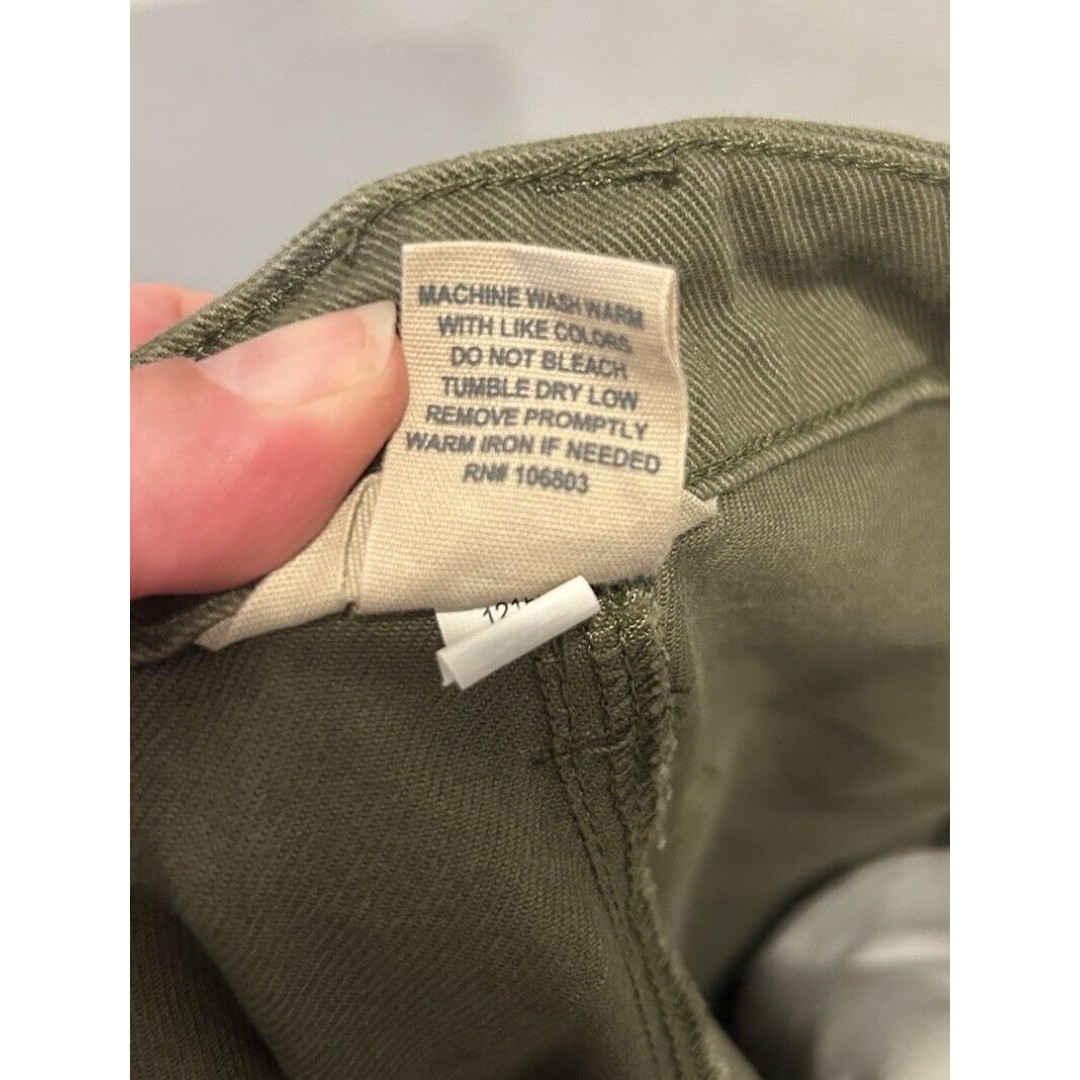 MACHINE WASH WARM
WITH LIKE COLORS
DO NOT BLEACH
TUMBLE DRY LOW
REMOVE PROMPTLY
WARM IRON IF NEEDED
RN# 106803